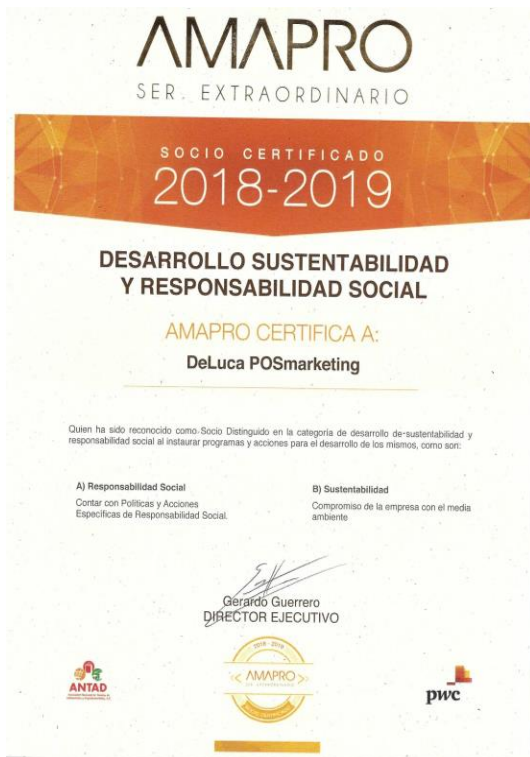 AMAPRO
SER. EXTRAORDINARIO
SOCIO CERTIFICADO
2018-2019
DESARROLLO SUSTENTABILIDAD
Y RESPONSABILIDAD SOCIAL
AMAPRO CERTIFICA A:
DeLuca POSmarketing
Quien ha sido reconocido como Socio Distinguido en la categoría de desarrollo de sustentabilidad y
responsabilidad social al instaurar programas y acciones para el desarrollo de los mismos, como son:
A) Responsabilidad Social
Contar con Políticas y Acciones
Específicas de Responsabilidad Social.
B) Sustentabilidad
Compromiso de la empresa con el media
ambiente
Gerardo Guerrero
DIRECTOR EJECUTIVO
2018 - 2019
AMAPRO
ANTAD
pwc